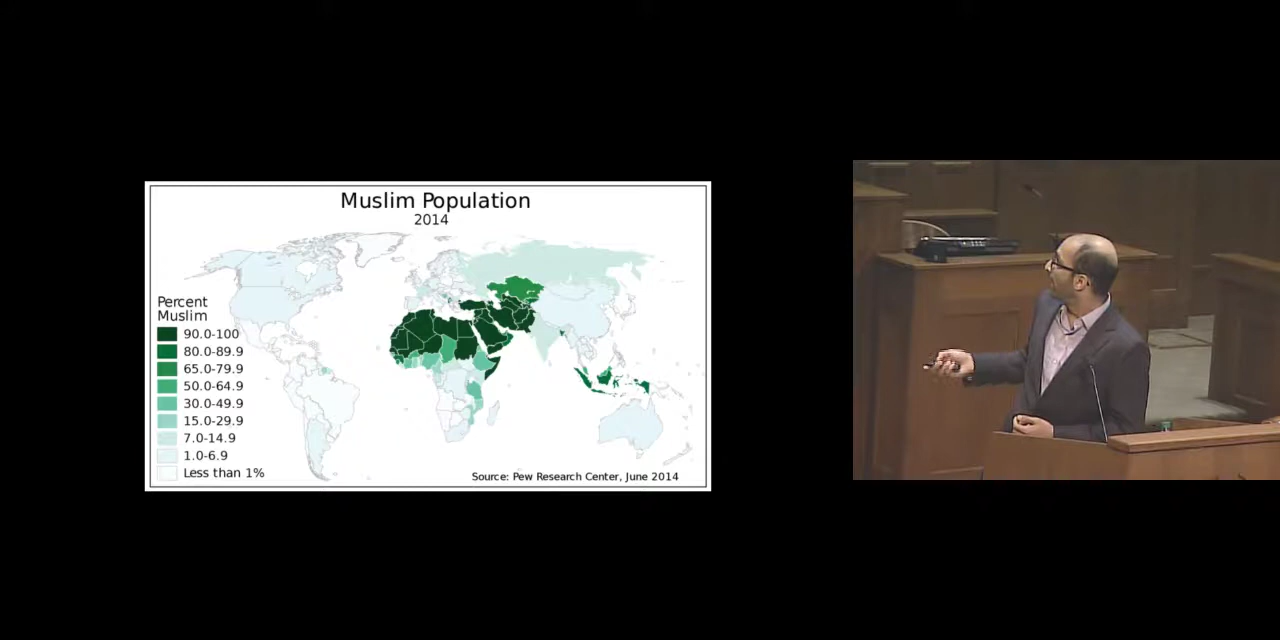 Muslim Population
2014
Percent
Muslim
90.0-100
80.0-89.9
65.0-79.9
50.0-64.9
30.0-49.9
15.0-29.9
7.0-14.9
1.0-6.9
Less than 1%
Source: Pew Research Center, June 2014